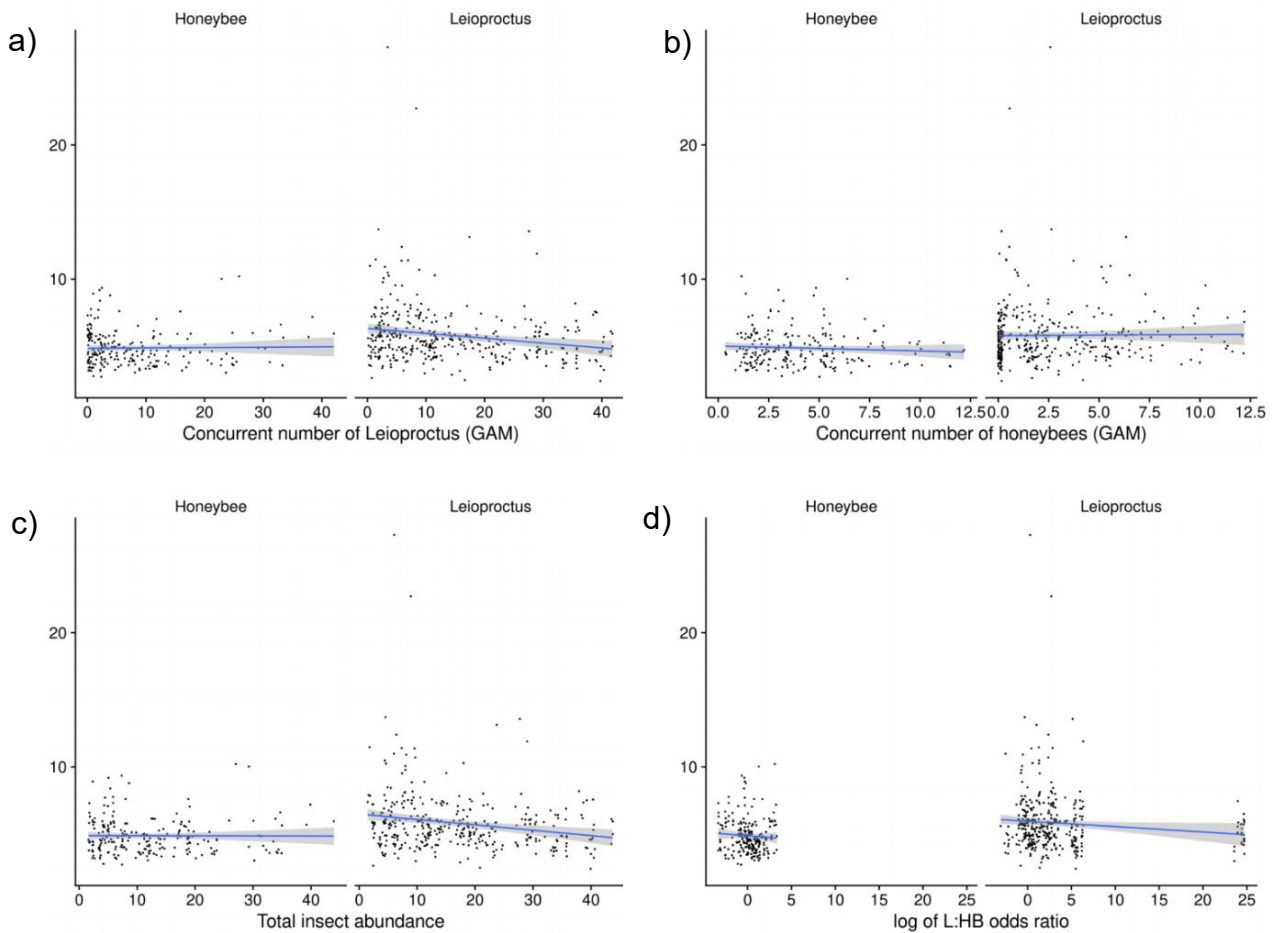 a)
Honeybee Leioproctus
20
10
0 10 20 30 40 0 10 20 30 40
Concurrent number of Leioproctus (GAM)
b)
Honeybee Leioproctus
20
10
0.0 2.5 5.0 7.5 10.0 12.5 0.0 2.5 5.0 7.5 10.0 12.5
Concurrent number of honeybees (GAM)
c)
Honeybee Leioproctus
20
10
0 10 20 30 40 0 10 20 30 40
Total insect abundance
d)
Honeybee Leioproctus
20
10
0 5 10 15 20 25 0 5 10 15 20 25
log of L:HB odds ratio